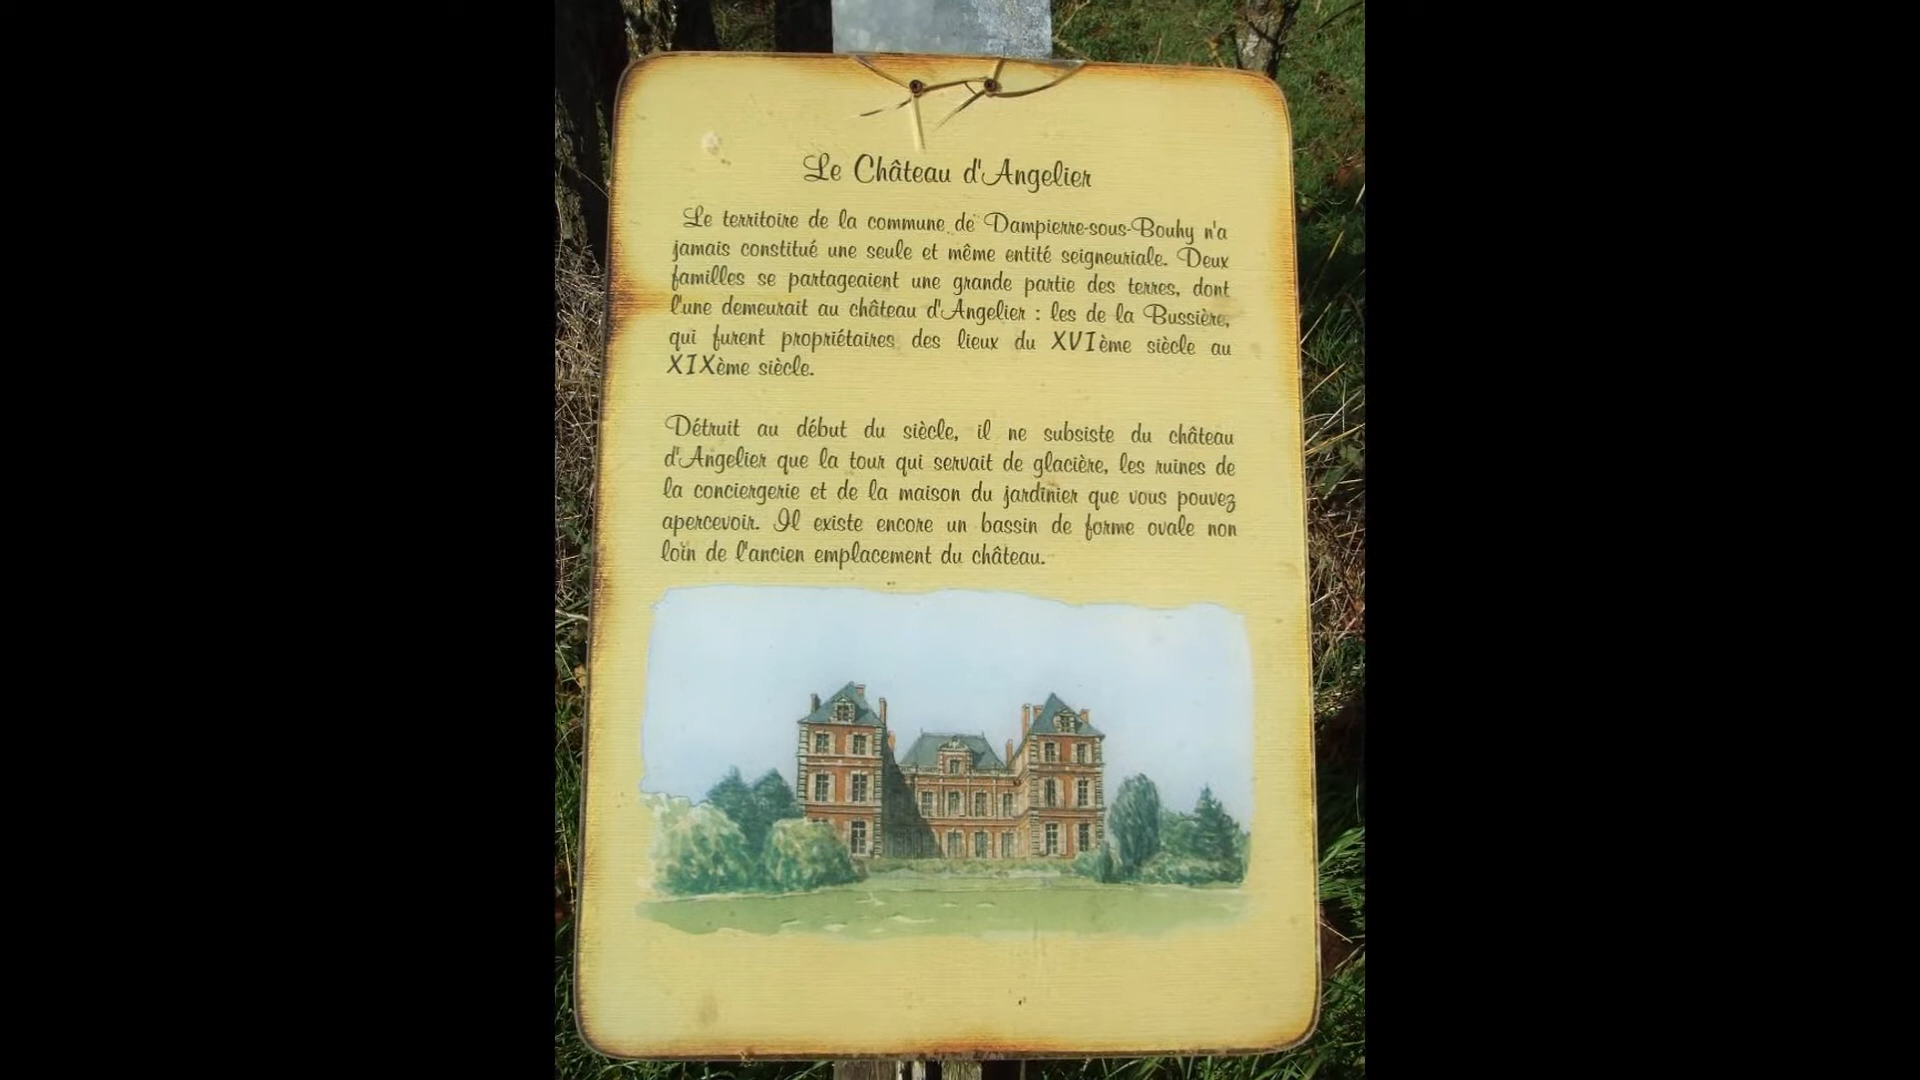 Le Château d'Angelier
Le territoire de la commune de Dampierre-sous-Bouhy n'a
jamais constitué une seule et même entité seigneuriale. Deux
familles se partageaient une grande partie des terres, dont
l'une demeurait au château d'Angelier : les de la Bussière,
qui furent propriétaires des lieux du XVIème siècle au
XIXème siècle.
Détruit au début du siècle, il ne subsiste du château
d'Angelier que la tour qui servait de glacière, les ruines de
la conciergerie et de la maison du jardinier que vous pouvez
apercevoir. Il existe encore un bassin de forme ovale non
loin de l'ancien emplacement du château.